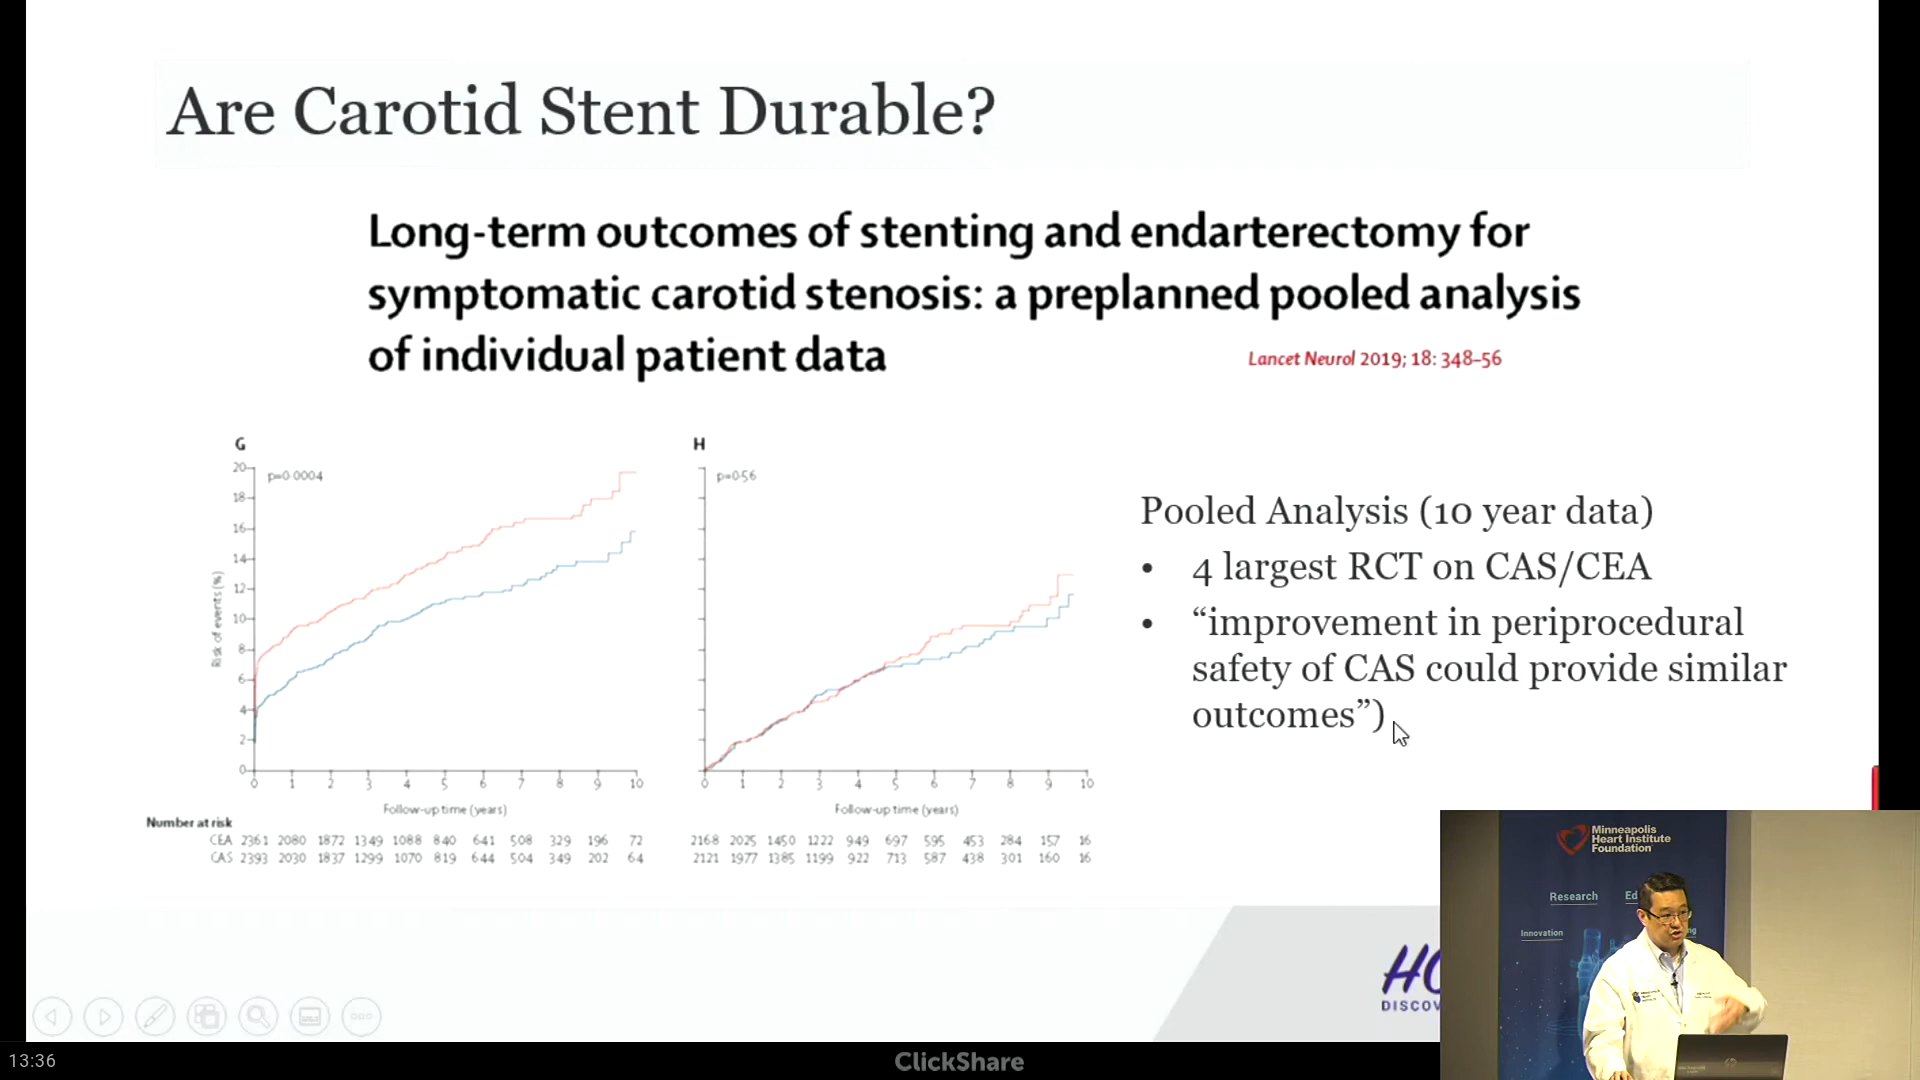 Are Carotid Stent Durable?
Long-term outcomes of stenting and endarterectomy for
symptomatic carotid stenosis: a preplanned pooled analysis
of individual patient data
Lancet Neurol 2019; 18: 348–56
G
p=0·0004
20
18
16
14
12
10
8
6
4
2
0
Risk of events (%)
0 1 2 3 4 5 6 7 8 9 10
Follow-up time (years)
H
p=0·56
0 1 2 3 4 5 6 7 8 9 10
Follow-up time (years)
Number at risk
CEA 2361 2080 1872 1349 1088 840 641 508 329 196 72
CAS 2393 2030 1837 1299 1070 819 644 504 349 202 64
2168 2025 1450 1222 949 697 595 453 284 157 16
2121 1977 1385 1199 922 713 587 438 301 160 16
Pooled Analysis (10 year data)
• 4 largest RCT on CAS/CEA
• “improvement in periprocedural
safety of CAS could provide similar
outcomes”)
HO
DISCOV
Minneapolis
Heart Institute
Foundation
Research
Ed
Innovation
ng
13:36
ClickShare